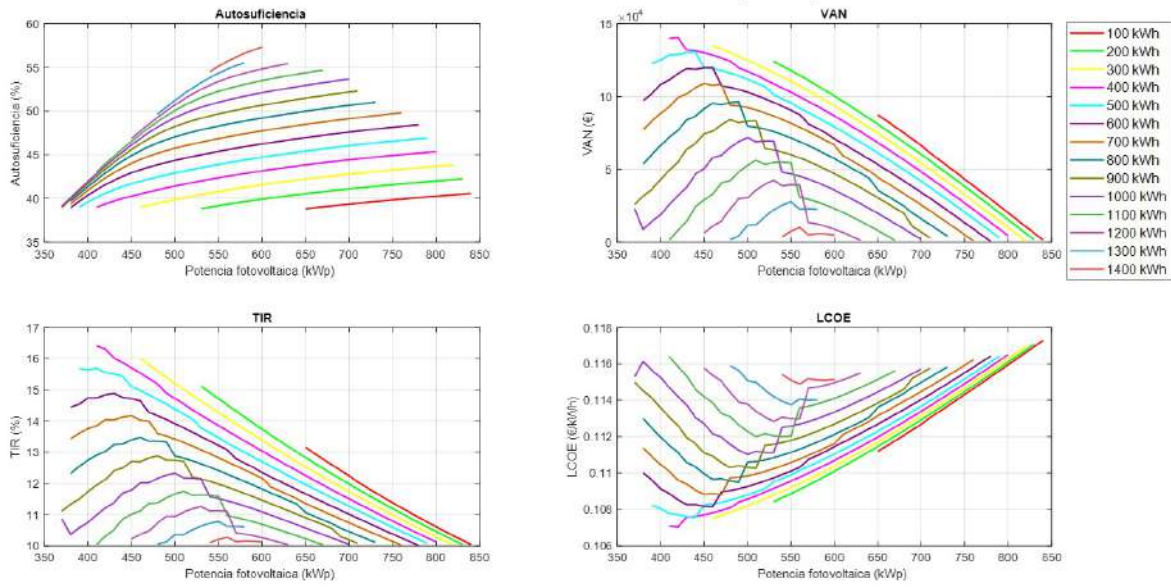 Autosuficiencia
60
55
50
45
40
35
Autosuficiencia (%)
350 400 450 500 550 600 650 700 750 800 850
Potencia fotovoltaica (kWp)
VAN
×10⁴
15
10
5
0
VAN (€)
350 400 450 500 550 600 650 700 750 800 850
Potencia fotovoltaica (kWp)
100 kWh
200 kWh
300 kWh
400 kWh
500 kWh
600 kWh
700 kWh
800 kWh
900 kWh
1000 kWh
1100 kWh
1200 kWh
1300 kWh
1400 kWh
TIR
17
16
15
14
13
12
11
10
TIR (%)
350 400 450 500 550 600 650 700 750 800 850
Potencia fotovoltaica (kWp)
LCOE
0.118
0.116
0.114
0.112
0.11
0.108
0.106
LCOE (€/kWh)
350 400 450 500 550 600 650 700 750 800 850
Potencia fotovoltaica (kWp)